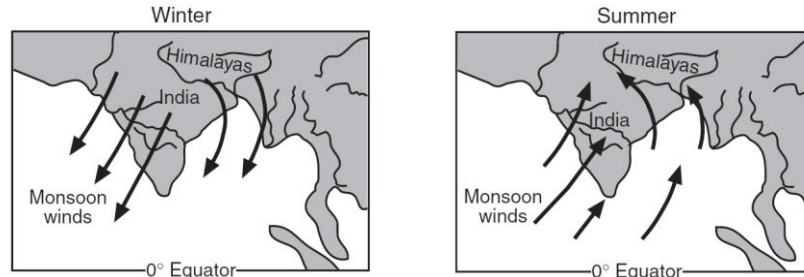 Winter
Himalayas
India
Monsoon
winds
0° Equator
Summer
Himalayas
India
Monsoon
winds
0° Equator